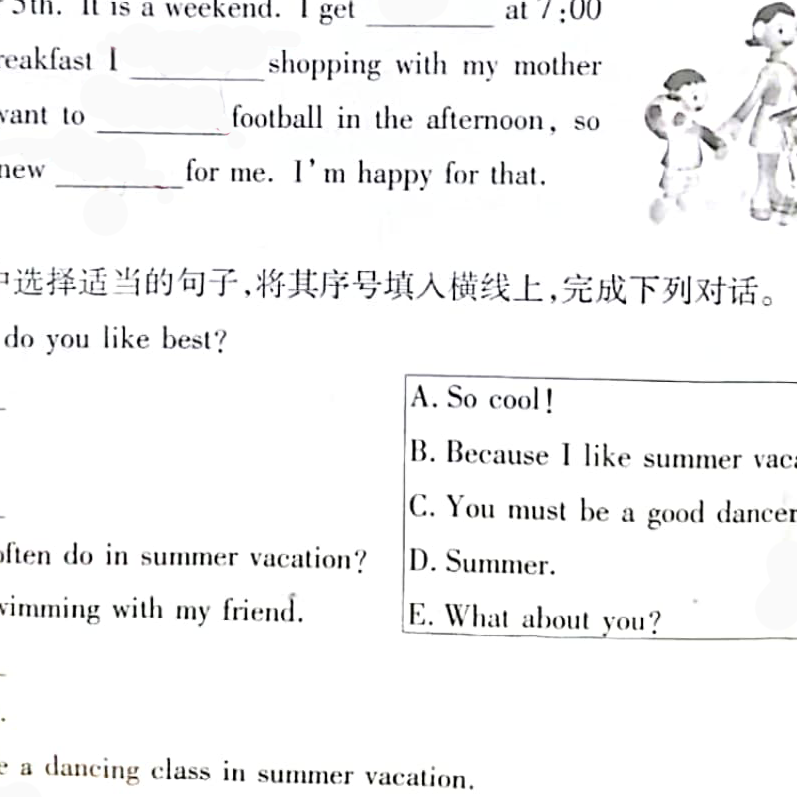 5th. It is a weekend. I get ________ at 7:00
reakfast I ________ shopping with my mother
want to ________ football in the afternoon, so
new ________ for me. I'm happy for that.
中选择适当的句子,将其序号填入横线上,完成下列对话。
do you like best?
A. So cool!
B. Because I like summer vaca
C. You must be a good dancer
often do in summer vacation?
D. Summer.
wimming with my friend.
E. What about you?
.
e a dancing class in summer vacation.